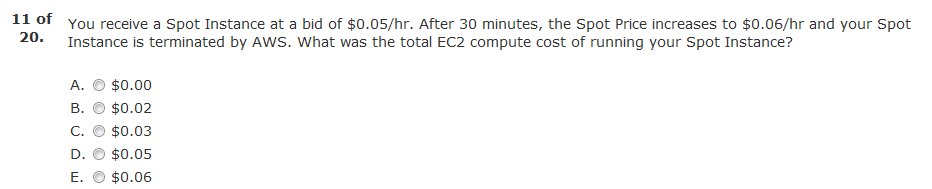 11 of 20. You receive a Spot Instance at a bid of $0.05/hr. After 30 minutes, the Spot Price increases to $0.06/hr and your Spot
Instance is terminated by AWS. What was the total EC2 compute cost of running your Spot Instance?
A. $0.00
B. $0.02
C. $0.03
D. $0.05
E. $0.06